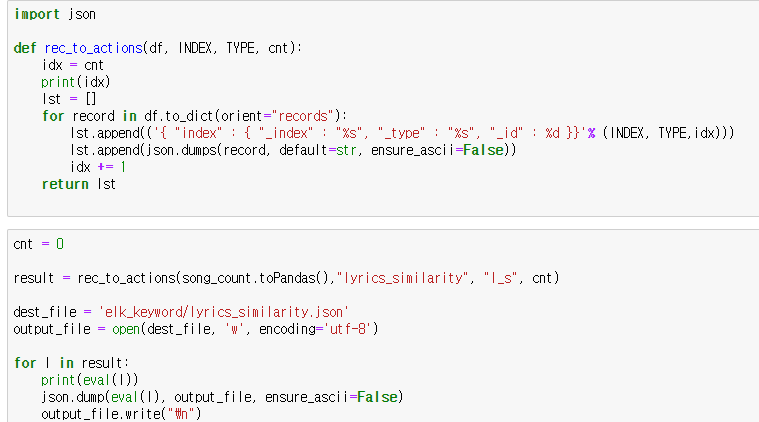 import json
def rec_to_actions(df, INDEX, TYPE, cnt):
idx = cnt
print(idx)
lst = []
for record in df.to_dict(orient="records"):
lst.append(('{ "index" : { "_index" : "%s", "_type" : "%s", "_id" : %d }}'% (INDEX, TYPE,idx)))
lst.append(json.dumps(record, default=str, ensure_ascii=False))
idx += 1
return lst
cnt = 0
result = rec_to_actions(song_count.toPandas(),"lyrics_similarity", "l_s", cnt)
dest_file = 'elk_keyword/lyrics_similarity.json'
output_file = open(dest_file, 'w', encoding='utf-8')
for l in result:
print(eval(l))
json.dump(eval(l), output_file, ensure_ascii=False)
output_file.write("₩n")